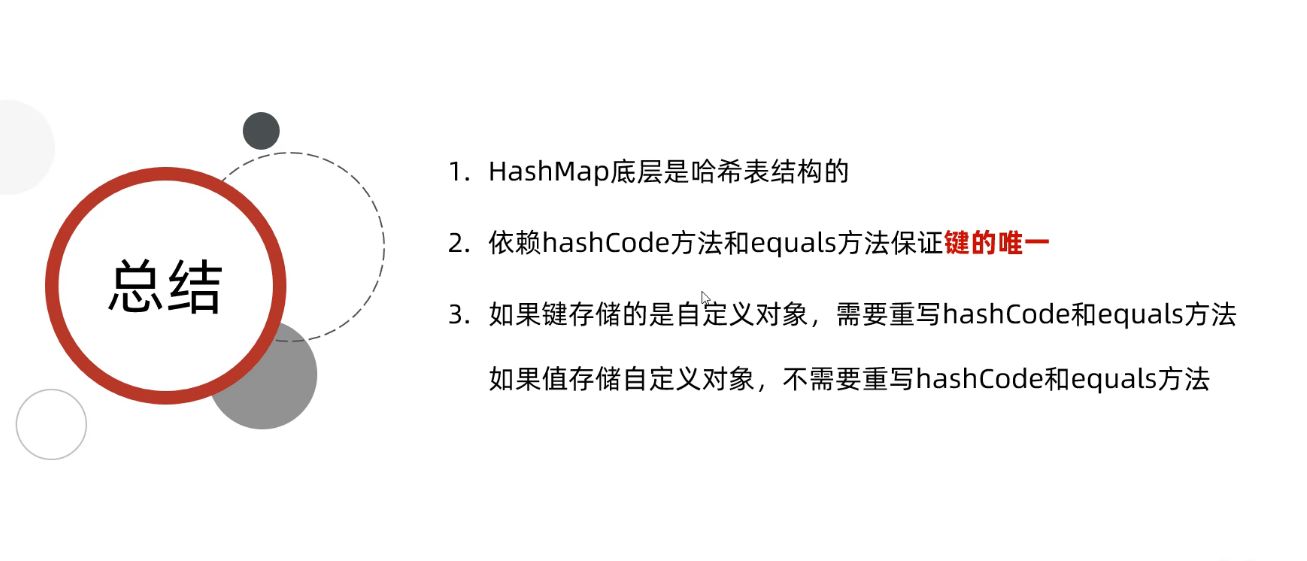 总结
1. HashMap底层是哈希表结构的
2. 依赖hashCode方法和equals方法保证键的唯一
3. 如果键存储的是自定义对象，需要重写hashCode和equals方法
如果值存储自定义对象，不需要重写hashCode和equals方法